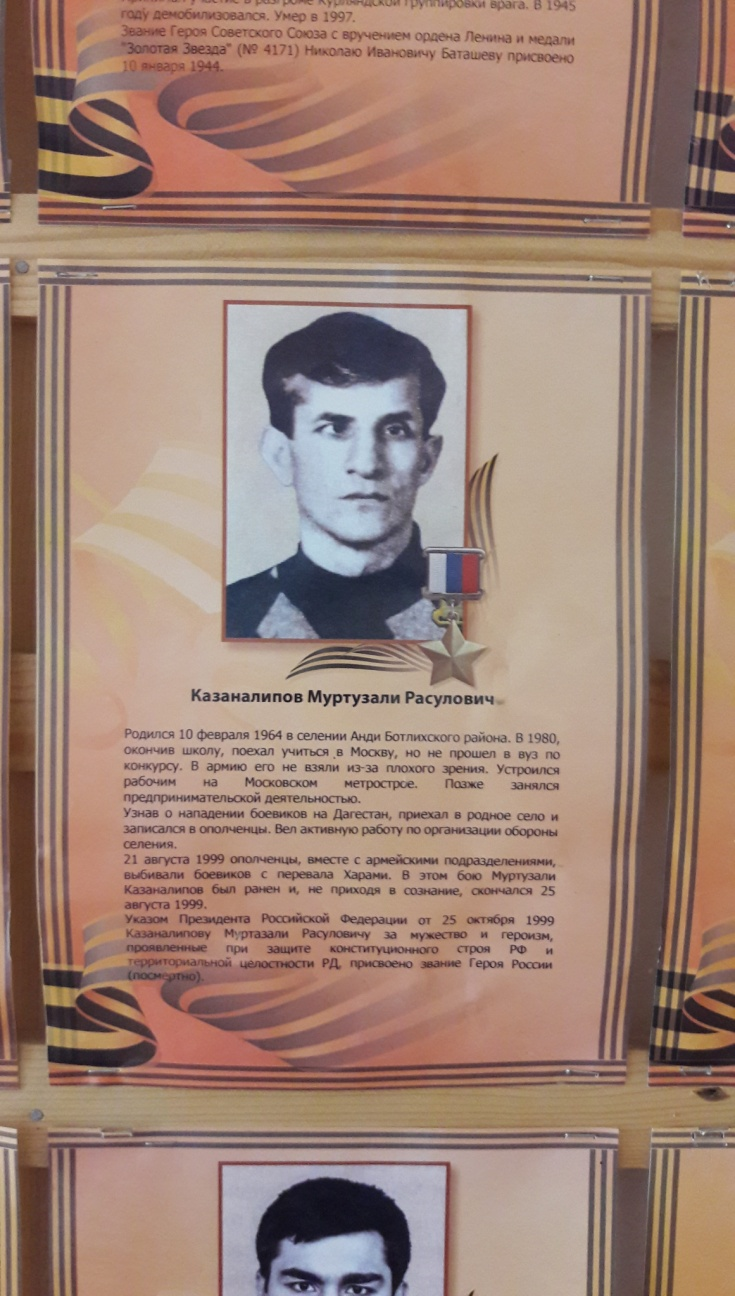 Курляндской группировки врага. В 1945
году демобилизовался. Умер в 1997.
Звание Героя Советского Союза с вручением ордена Ленина и медали
"Золотая Звезда" (№ 4171) Николаю Ивановичу Баташеву присвоено
10 января 1944.
Казаналипов Муртузали Расулович
Родился 10 февраля 1964 в селении Анди Ботлихского района. В 1980,
окончив школу, поехал учиться в Москву, но не прошел в вуз по
конкурсу. В армию его не взяли из-за плохого зрения. Устроился
рабочим на Московском метрострое. Позже занялся
предпринимательской деятельностью.
Узнав о нападении боевиков на Дагестан, приехал в родное село и
записался в ополченцы. Вел активную работу по организации обороны
селения.
21 августа 1999 ополченцы, вместе с армейскими подразделениями,
выбивали боевиков с перевала Харами. В этом бою Муртузали
Казаналипов был ранен и, не приходя в сознание, скончался 25
августа 1999.
Указом Президента Российской Федерации от 25 октября 1999
Казаналипову Муртазали Расуловичу за мужество и героизм,
проявленные при защите конституционного строя РФ и
территориальной целостности РД, присвоено звание Героя России
(посмертно).